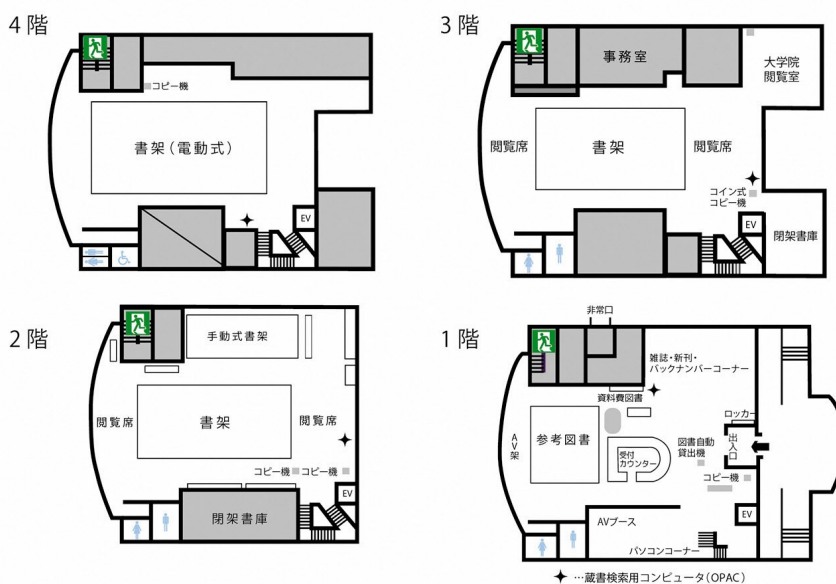 4階
コピー機
書架(電動式)
EV
3階
事務室
大学院
閲覧室
閲覧席
書架
閲覧席
コイン式
コピー機
EV
閉架書庫
2階
手動式書架
閲覧席
書架
閲覧席
コピー機
コピー機
EV
閉架書庫
1階
非常口
雑誌・新刊・
バックナンバーコーナー
資料費図書
ロッカー
AV架
参考図書
受付
カウンター
図書自動
貸出機
出入口
コピー機
EV
AVブース
パソコンコーナー
…蔵書検索用コンピュータ(OPAC)